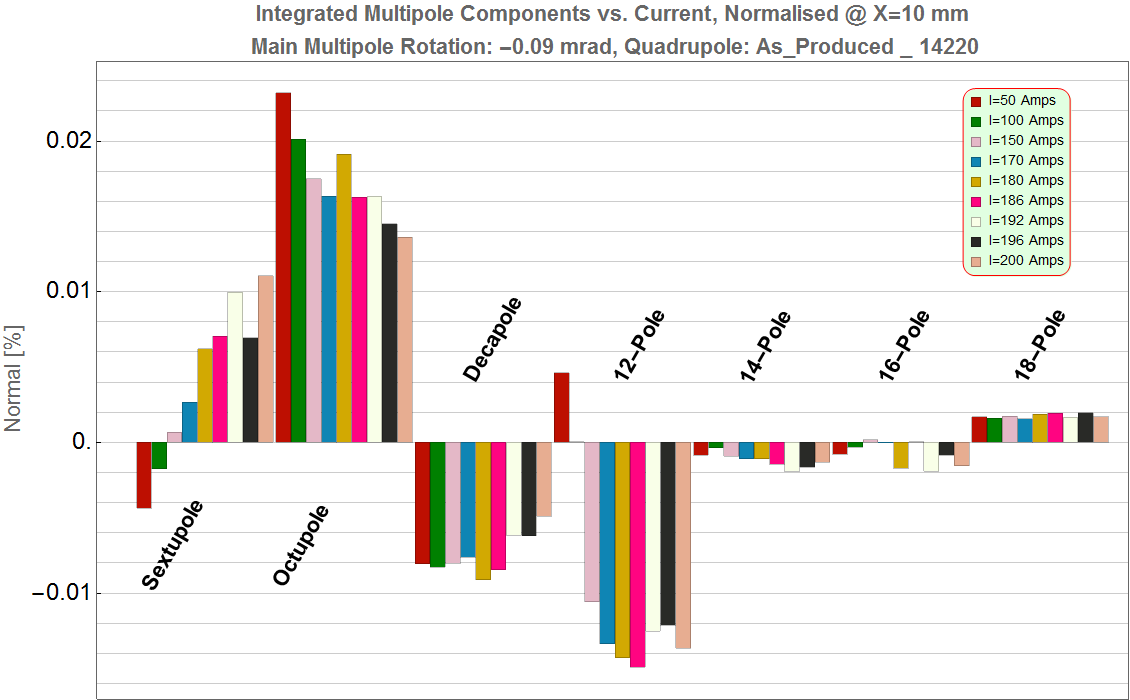 Integrated Multipole Components vs. Current, Normalised @ X=10 mm
Main Multipole Rotation: −0.09 mrad, Quadrupole: As_Produced _ 14220
I=50 Amps
I=100 Amps
I=150 Amps
I=170 Amps
I=180 Amps
I=186 Amps
I=192 Amps
I=196 Amps
I=200 Amps
0.02
0.01
0.
−0.01
Normal [%]
Sextupole
Octupole
Decapole
12−Pole
14−Pole
16−Pole
18−Pole